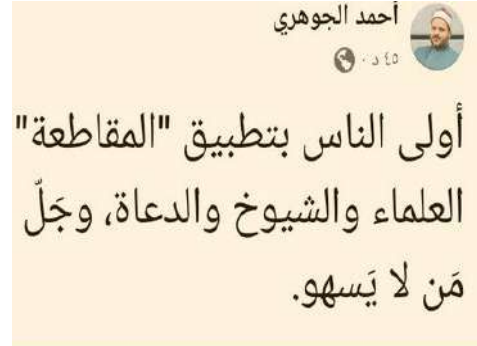 أحمد الجوهري
٤٥ د ·
أولى الناس بتطبيق "المقاطعة"
العلماء والشيوخ والدعاة، وجَلّ
مَن لا يَسهو.